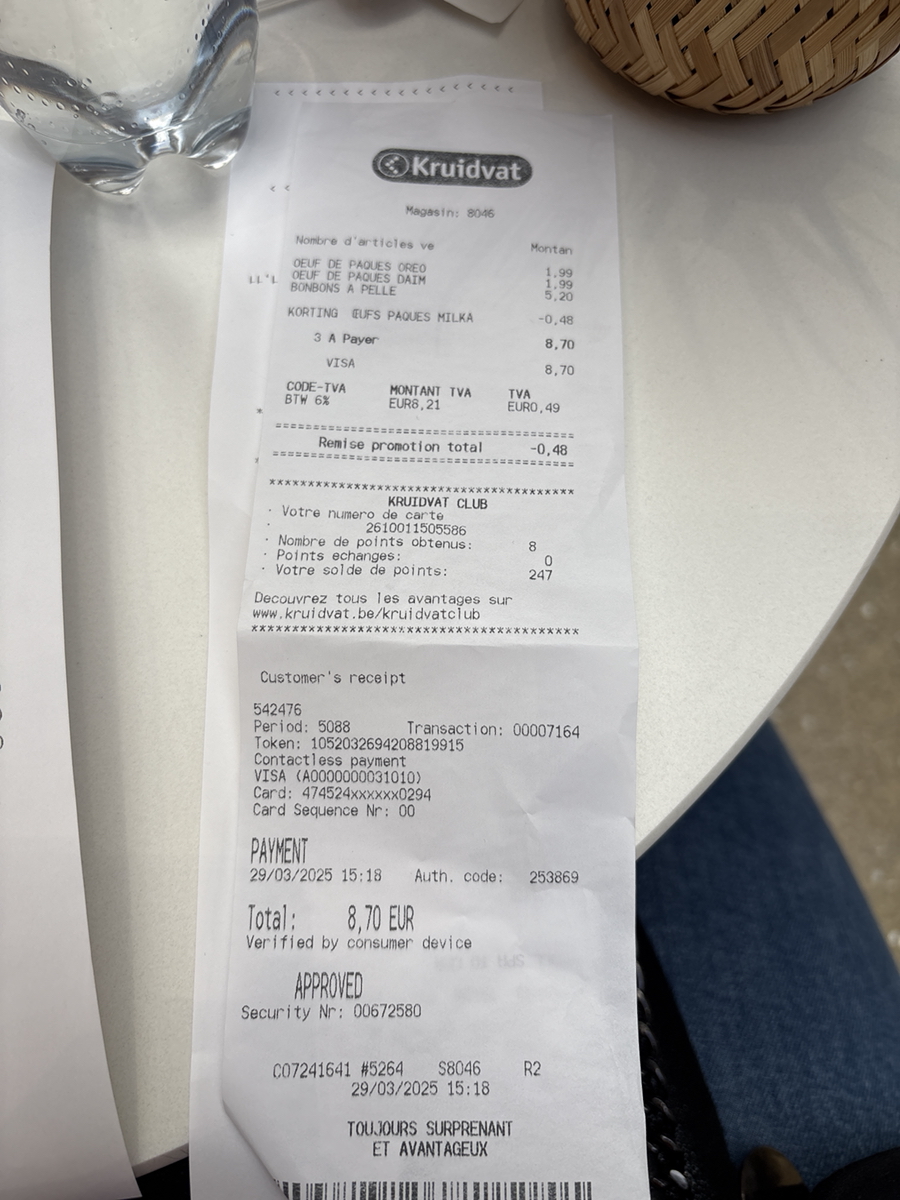 Kruidvat
Magasin: 8046
Nombre d'articles ve Montan
OEUF DE PAQUES OREO 1,99
OEUF DE PAQUES DAIM 1,99
BONBONS A PELLE 5,20
KORTING ŒUFS PAQUES MILKA -0,48
3 A Payer 8,70
VISA 8,70
CODE-TVA MONTANT TVA TVA
BTW 6% EUR8,21 EUR0,49
==================================
Remise promotion total -0,48
==================================
**************************************
KRUIDVAT CLUB
· Votre numero de carte
· 2610011505586
· Nombre de points obtenus: 8
· Points echanges: 0
· Votre solde de points: 247
Decouvrez tous les avantages sur
www.kruidvat.be/kruidvatclub
**************************************
Customer's receipt
542476
Period: 5088 Transaction: 00007164
Token: 1052032694208819915
Contactless payment
VISA (A0000000031010)
Card: 474524xxxxxx0294
Card Sequence Nr: 00
PAYMENT
29/03/2025 15:18 Auth. code: 253869
Total: 8,70 EUR
Verified by consumer device
APPROVED
Security Nr: 00672580
C07241641 #5264 S8046 R2
29/03/2025 15:18
TOUJOURS SURPRENANT
ET AVANTAGEUX